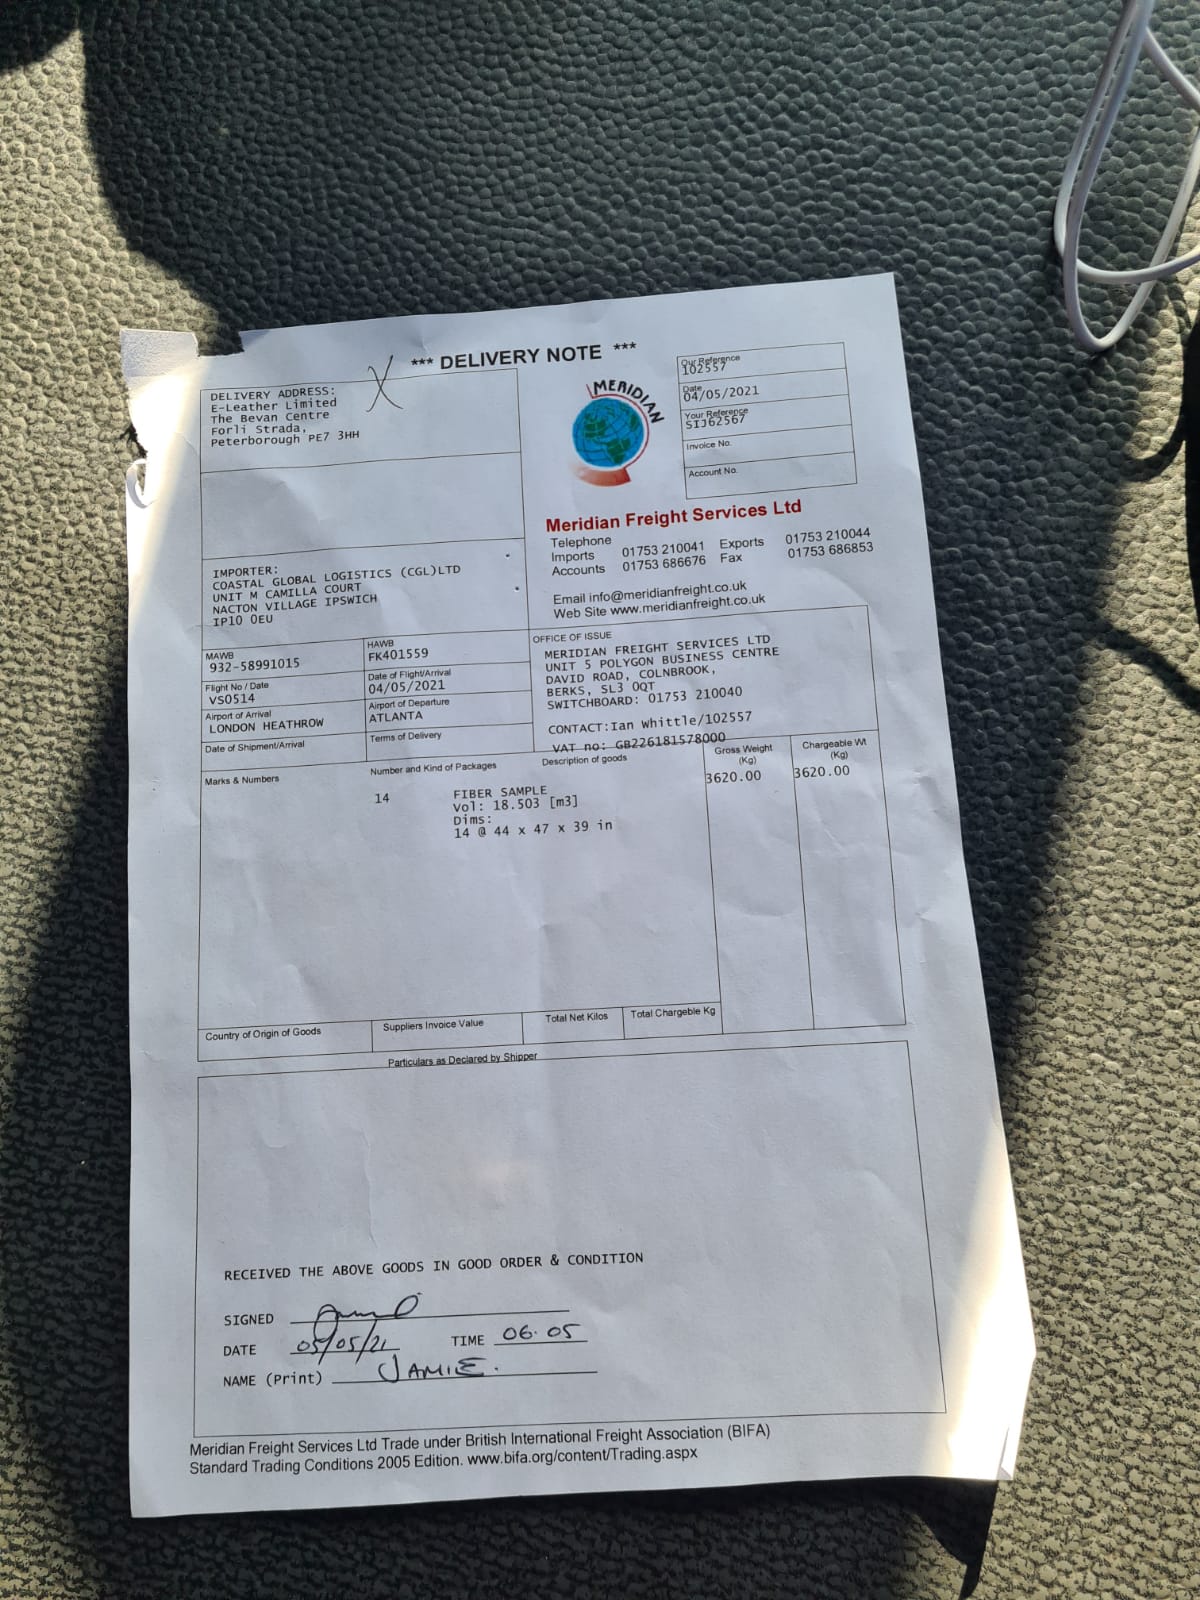 *** DELIVERY NOTE ***
X
DELIVERY ADDRESS:
E-Leather Limited
The Bevan Centre
Forli Strada,
Peterborough PE7 3HH
MERIDIAN
Our Reference
102557
Date
04/05/2021
Your Reference
SIJ62567
Invoice No.
Account No.
Meridian Freight Services Ltd
Telephone
Imports 01753 210041 Exports 01753 210044
Accounts 01753 686676 Fax 01753 686853
Email info@meridianfreight.co.uk
Web Site www.meridianfreight.co.uk
IMPORTER:
COASTAL GLOBAL LOGISTICS (CGL)LTD
UNIT M CAMILLA COURT
NACTON VILLAGE IPSWICH
IP10 0EU
MAWB
932-58991015
HAWB
FK401559
Flight No / Date
VS0514
Date of Flight/Arrival
04/05/2021
Airport of Arrival
LONDON HEATHROW
Airport of Departure
ATLANTA
Date of Shipment/Arrival
Terms of Delivery
OFFICE OF ISSUE
MERIDIAN FREIGHT SERVICES LTD
UNIT 5 POLYGON BUSINESS CENTRE
DAVID ROAD, COLNBROOK,
BERKS, SL3 0QT
SWITCHBOARD: 01753 210040
CONTACT:Ian Whittle/102557
VAT no: GB226181578000
Marks & Numbers
Number and Kind of Packages
Description of goods
Gross Weight
(Kg)
Chargeable Wt
(Kg)
14
FIBER SAMPLE
Vol: 18.503 [m3]
Dims:
14 @ 44 x 47 x 39 in
3620.00
3620.00
Country of Origin of Goods
Suppliers Invoice Value
Total Net Kilos
Total Chargeble Kg
Particulars as Declared by Shipper
RECEIVED THE ABOVE GOODS IN GOOD ORDER & CONDITION
SIGNED
DATE 05/05/21 TIME 06.05
NAME (Print) JAMIE.
Meridian Freight Services Ltd Trade under British International Freight Association (BIFA)
Standard Trading Conditions 2005 Edition. www.bifa.org/content/Trading.aspx